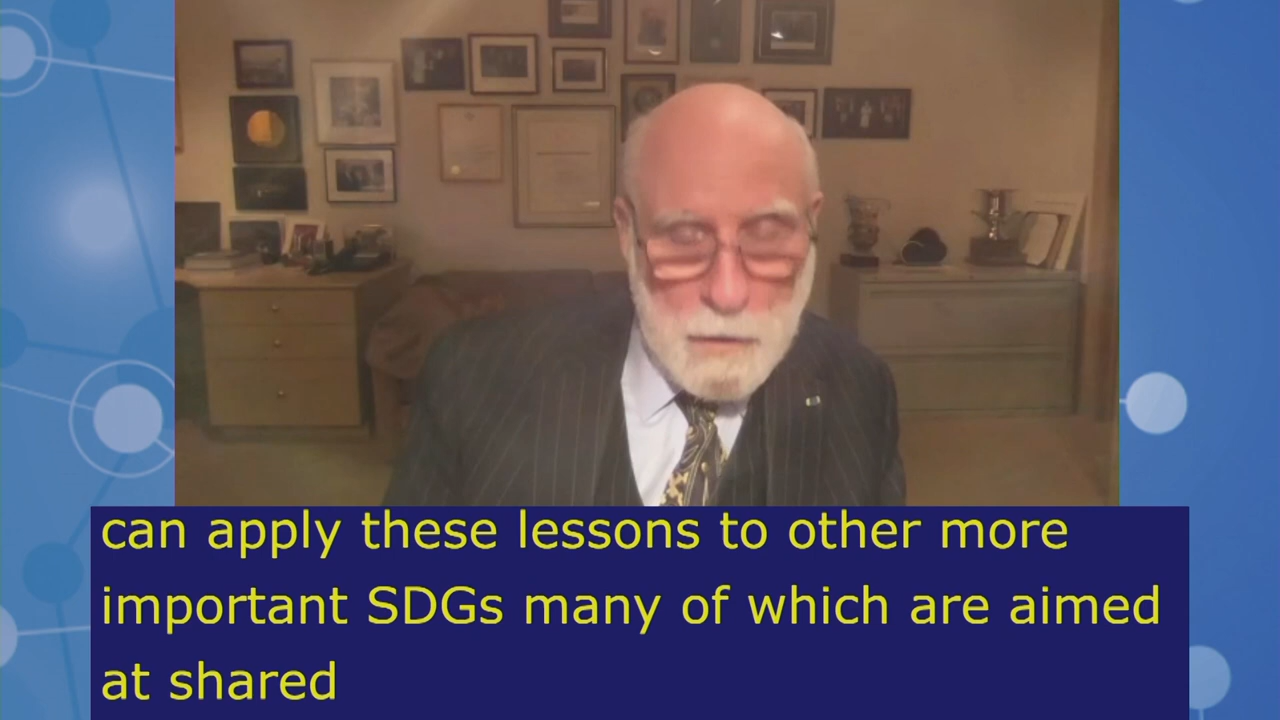 can apply these lessons to other more
important SDGs many of which are aimed
at shared